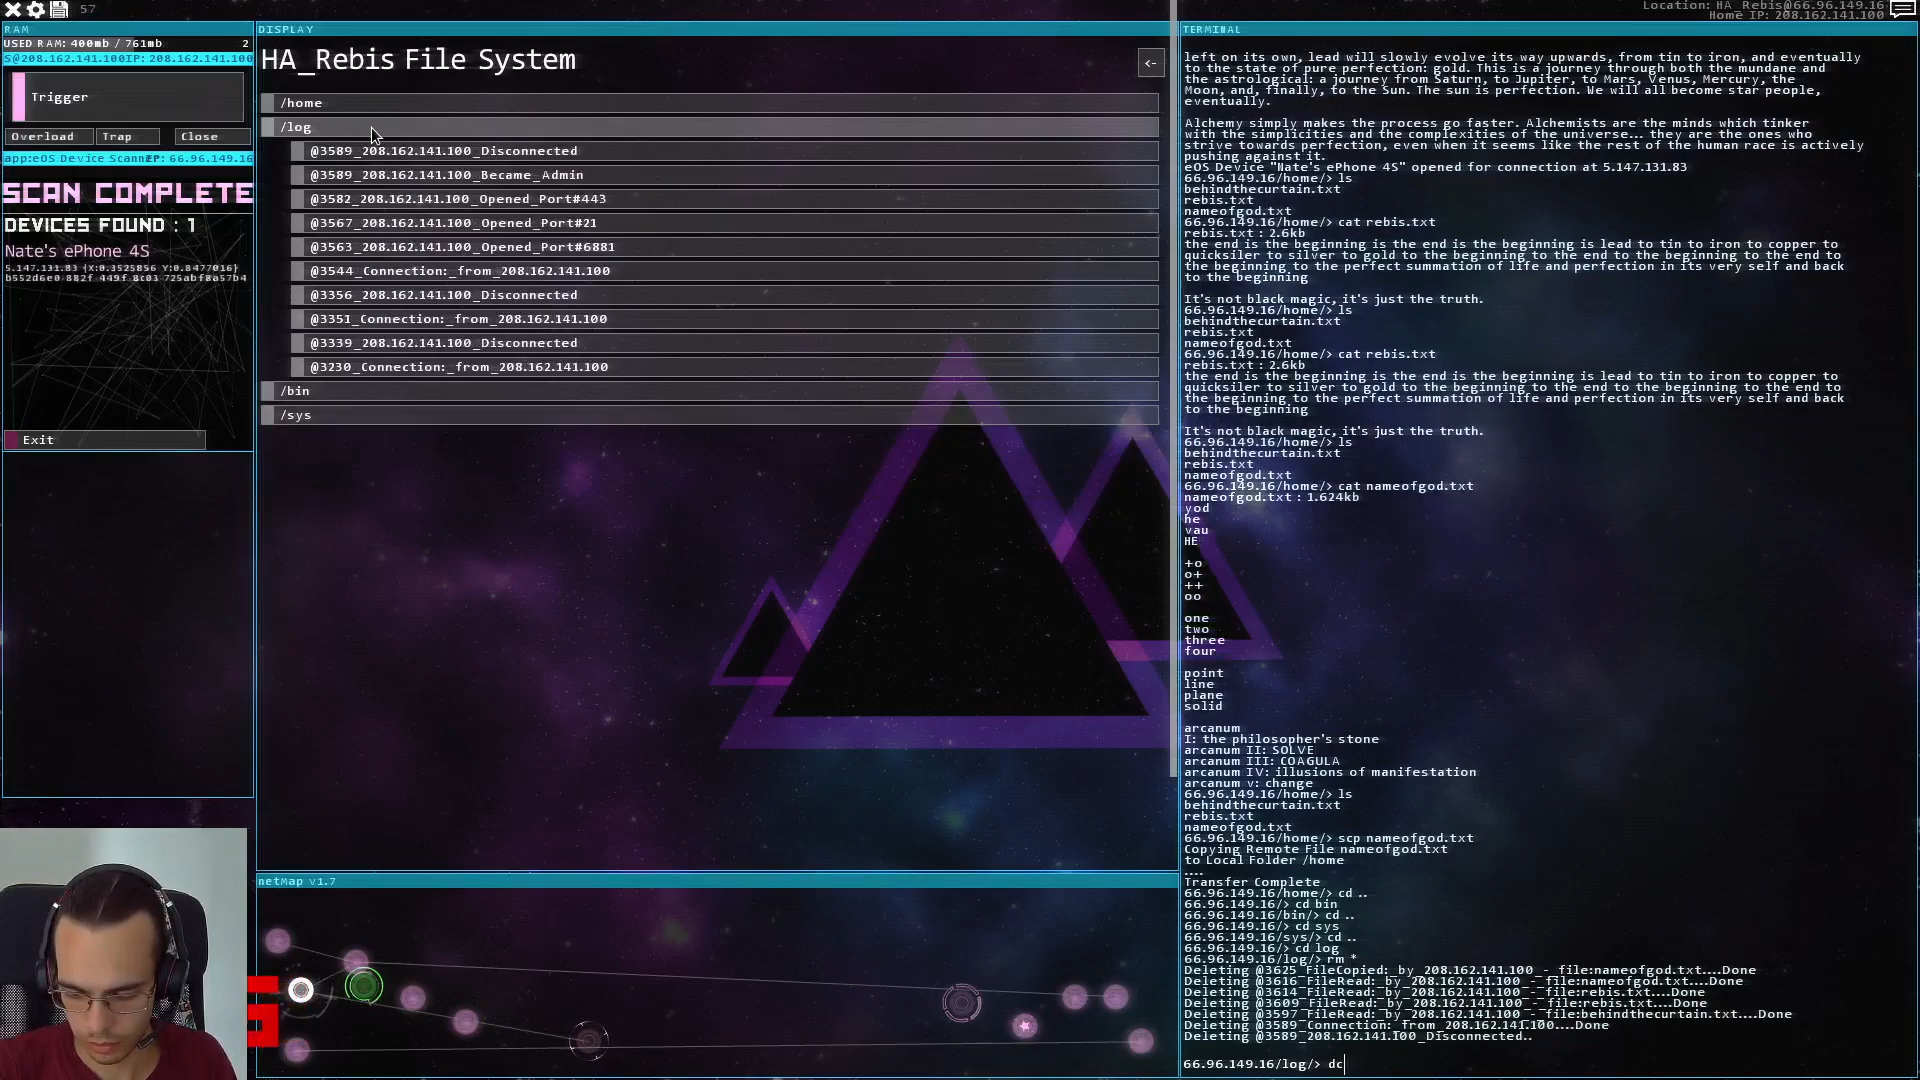 57
Location: HA_Rebis@66.96.149.16
Home IP: 208.162.141.100
RAM
USED RAM: 400mb / 761mb 2
S@208.162.141.100IP: 208.162.141.100
Trigger
Overload Trap Close
IP: 66.96.149.16
SCAN COMPLETE
DEVICES FOUND : 1
Nate's ePhone 4S
5.147.131.83 {X:0.3525856 Y:0.8477016}
Exit
DISPLAY
HA_Rebis File System
<-
/home
/log
@3589_208.162.141.100_Disconnected
@3589_208.162.141.100_Became_Admin
@3582_208.162.141.100_Opened_Port#443
@3567_208.162.141.100_Opened_Port#21
@3563_208.162.141.100_Opened_Port#6881
@3544_Connection:_from_208.162.141.100
@3356_208.162.141.100_Disconnected
@3351_Connection:_from_208.162.141.100
@3339_208.162.141.100_Disconnected
@3230_Connection:_from_208.162.141.100
/bin
/sys
netMap v1.7
TERMINAL
left on its own, lead will slowly evolve its way upwards, from tin to iron, and eventually
to the state of pure perfection: gold. This is a journey through both the mundane and
the astrological: a journey from Saturn, to Jupiter, to Mars, Venus, Mercury, the
Moon, and, finally, to the Sun. The sun is perfection. We will all become star people,
eventually.
Alchemy simply makes the process go faster. Alchemists are the minds which tinker
with the simplicities and the complexities of the universe... they are the ones who
strive towards perfection, even when it seems like the rest of the human race is actively
pushing against it.
eOS Device "Nate's ePhone 4S" opened for connection at 5.147.131.83
66.96.149.16/home/> ls
behindthecurtain.txt
rebis.txt
nameofgod.txt
66.96.149.16/home/> cat rebis.txt
rebis.txt : 2.6kb
the end is the beginning is the end is the beginning is lead to tin to iron to copper to
quicksiler to silver to gold to the beginning to the end to the beginning to the end to
the beginning to the perfect summation of life and perfection in its very self and back
to the beginning
It's not black magic, it's just the truth.
66.96.149.16/home/> ls
behindthecurtain.txt
rebis.txt
nameofgod.txt
66.96.149.16/home/> cat rebis.txt
rebis.txt : 2.6kb
the end is the beginning is the end is the beginning is lead to tin to iron to copper to
quicksiler to silver to gold to the beginning to the end to the beginning to the end to
the beginning to the perfect summation of life and perfection in its very self and back
to the beginning
It's not black magic, it's just the truth.
66.96.149.16/home/> ls
behindthecurtain.txt
rebis.txt
nameofgod.txt
66.96.149.16/home/> cat nameofgod.txt
nameofgod.txt : 1.624kb
yod
he
vau
HE
+o
o+
++
oo
one
two
three
four
point
line
plane
solid
arcanum
I: the philosopher's stone
arcanum II: SOLVE
arcanum III: COAGULA
arcanum IV: illusions of manifestation
arcanum v: change
66.96.149.16/home/> ls
behindthecurtain.txt
rebis.txt
nameofgod.txt
66.96.149.16/home/> scp nameofgod.txt
Copying Remote File nameofgod.txt
to Local Folder /home
....
Transfer Complete
66.96.149.16/home/> cd ..
66.96.149.16/> cd bin
66.96.149.16/bin/> cd ..
66.96.149.16/> cd sys
66.96.149.16/sys/> cd ..
66.96.149.16/> cd log
66.96.149.16/log/> rm *
Deleting @3625_FileCopied:_by_208.162.141.100_-_file:nameofgod.txt....Done
Deleting @3616_FileRead:_by_208.162.141.100_-_file:nameofgod.txt....Done
Deleting @3614_FileRead:_by_208.162.141.100_-_file:rebis.txt....Done
Deleting @3609_FileRead:_by_208.162.141.100_-_file:rebis.txt....Done
Deleting @3597_FileRead:_by_208.162.141.100_-_file:behindthecurtain.txt....Done
Deleting @3589_Connection:_from_208.162.141.100....Done
Deleting @3589_208.162.141.100_Disconnected..
66.96.149.16/log/> dc